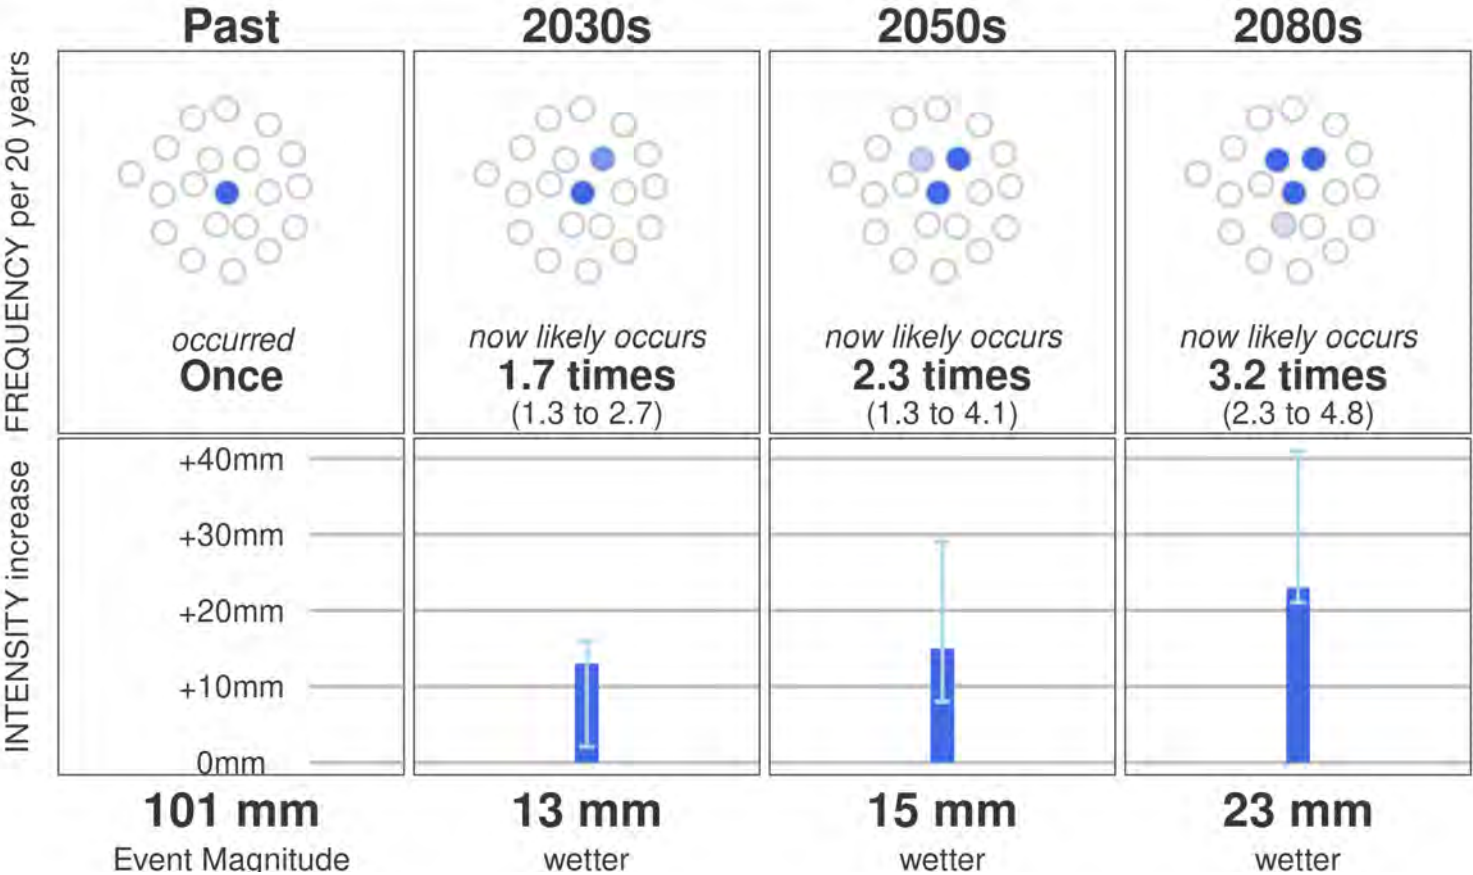 Past 2030s 2050s 2080s
FREQUENCY per 20 years
occurred
Once
now likely occurs
1.7 times
(1.3 to 2.7)
now likely occurs
2.3 times
(1.3 to 4.1)
now likely occurs
3.2 times
(2.3 to 4.8)
INTENSITY increase
+40mm
+30mm
+20mm
+10mm
0mm
101 mm 13 mm 15 mm 23 mm
Event Magnitude wetter wetter wetter